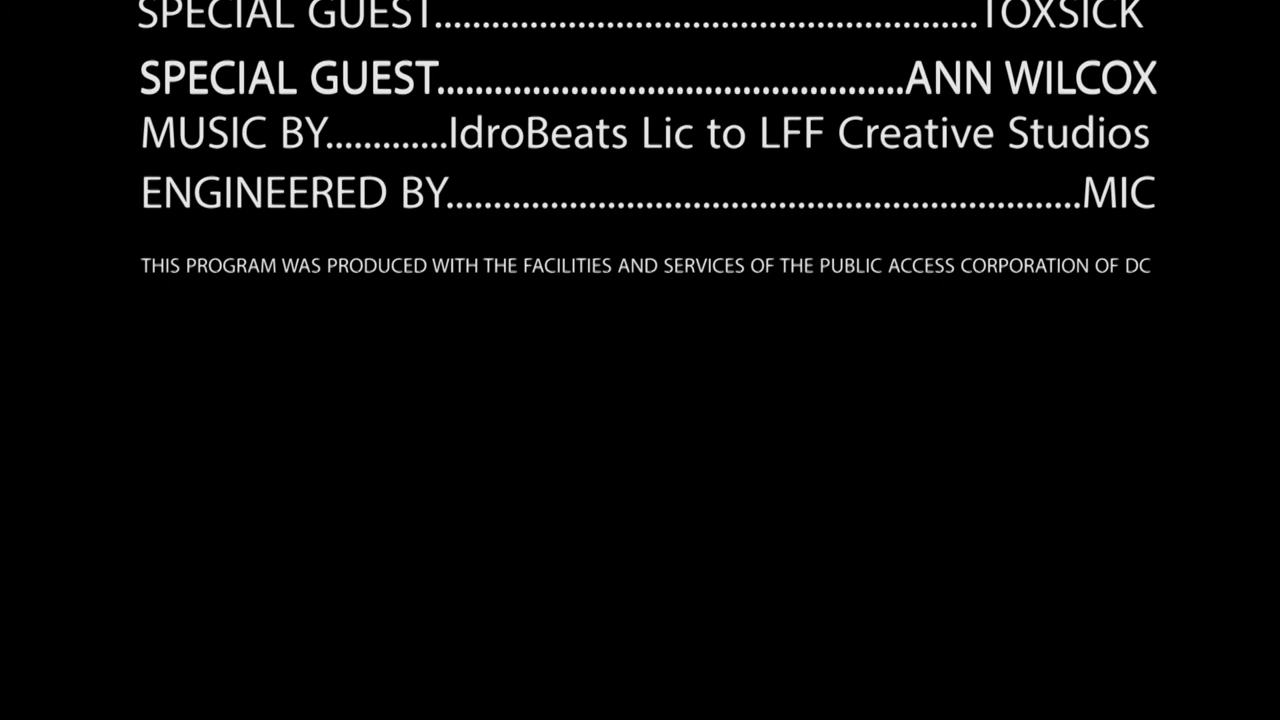 SPECIAL GUEST..........................................................TOXSICK
SPECIAL GUEST..................................................ANN WILCOX
MUSIC BY.............IdroBeats Lic to LFF Creative Studios
ENGINEERED BY....................................................................MIC
THIS PROGRAM WAS PRODUCED WITH THE FACILITIES AND SERVICES OF THE PUBLIC ACCESS CORPORATION OF DC